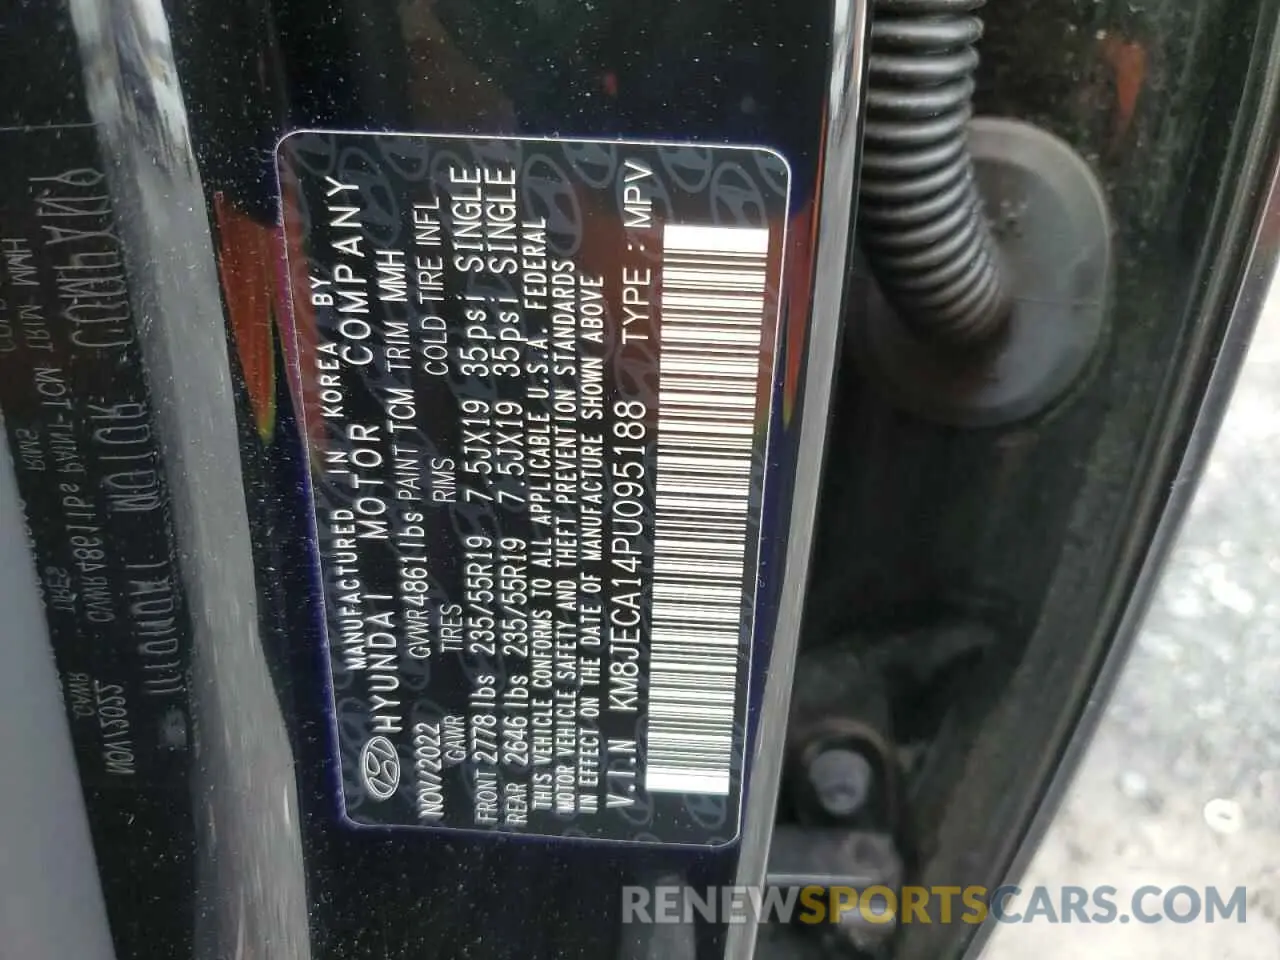 MANUFACTURED IN KOREA BY
HYUNDAI MOTOR COMPANY
NOV/2022 GVWR 4861lbs PAINT TCM TRIM MMH
GAWR TIRES RIMS COLD TIRE INFL
FRONT 2778lbs 235/55R19 7.5JX19 35psi SINGLE
REAR 2646lbs 235/55R19 7.5JX19 35psi SINGLE
THIS VEHICLE CONFORMS TO ALL APPLICABLE U.S.A. FEDERAL
MOTOR VEHICLE SAFETY AND THEFT PREVENTION STANDARDS
IN EFFECT ON THE DATE OF MANUFACTURE SHOWN ABOVE
V.I.N KM8JECA14PU095188 TYPE : MPV
RENEWSPORTSCARS.COM